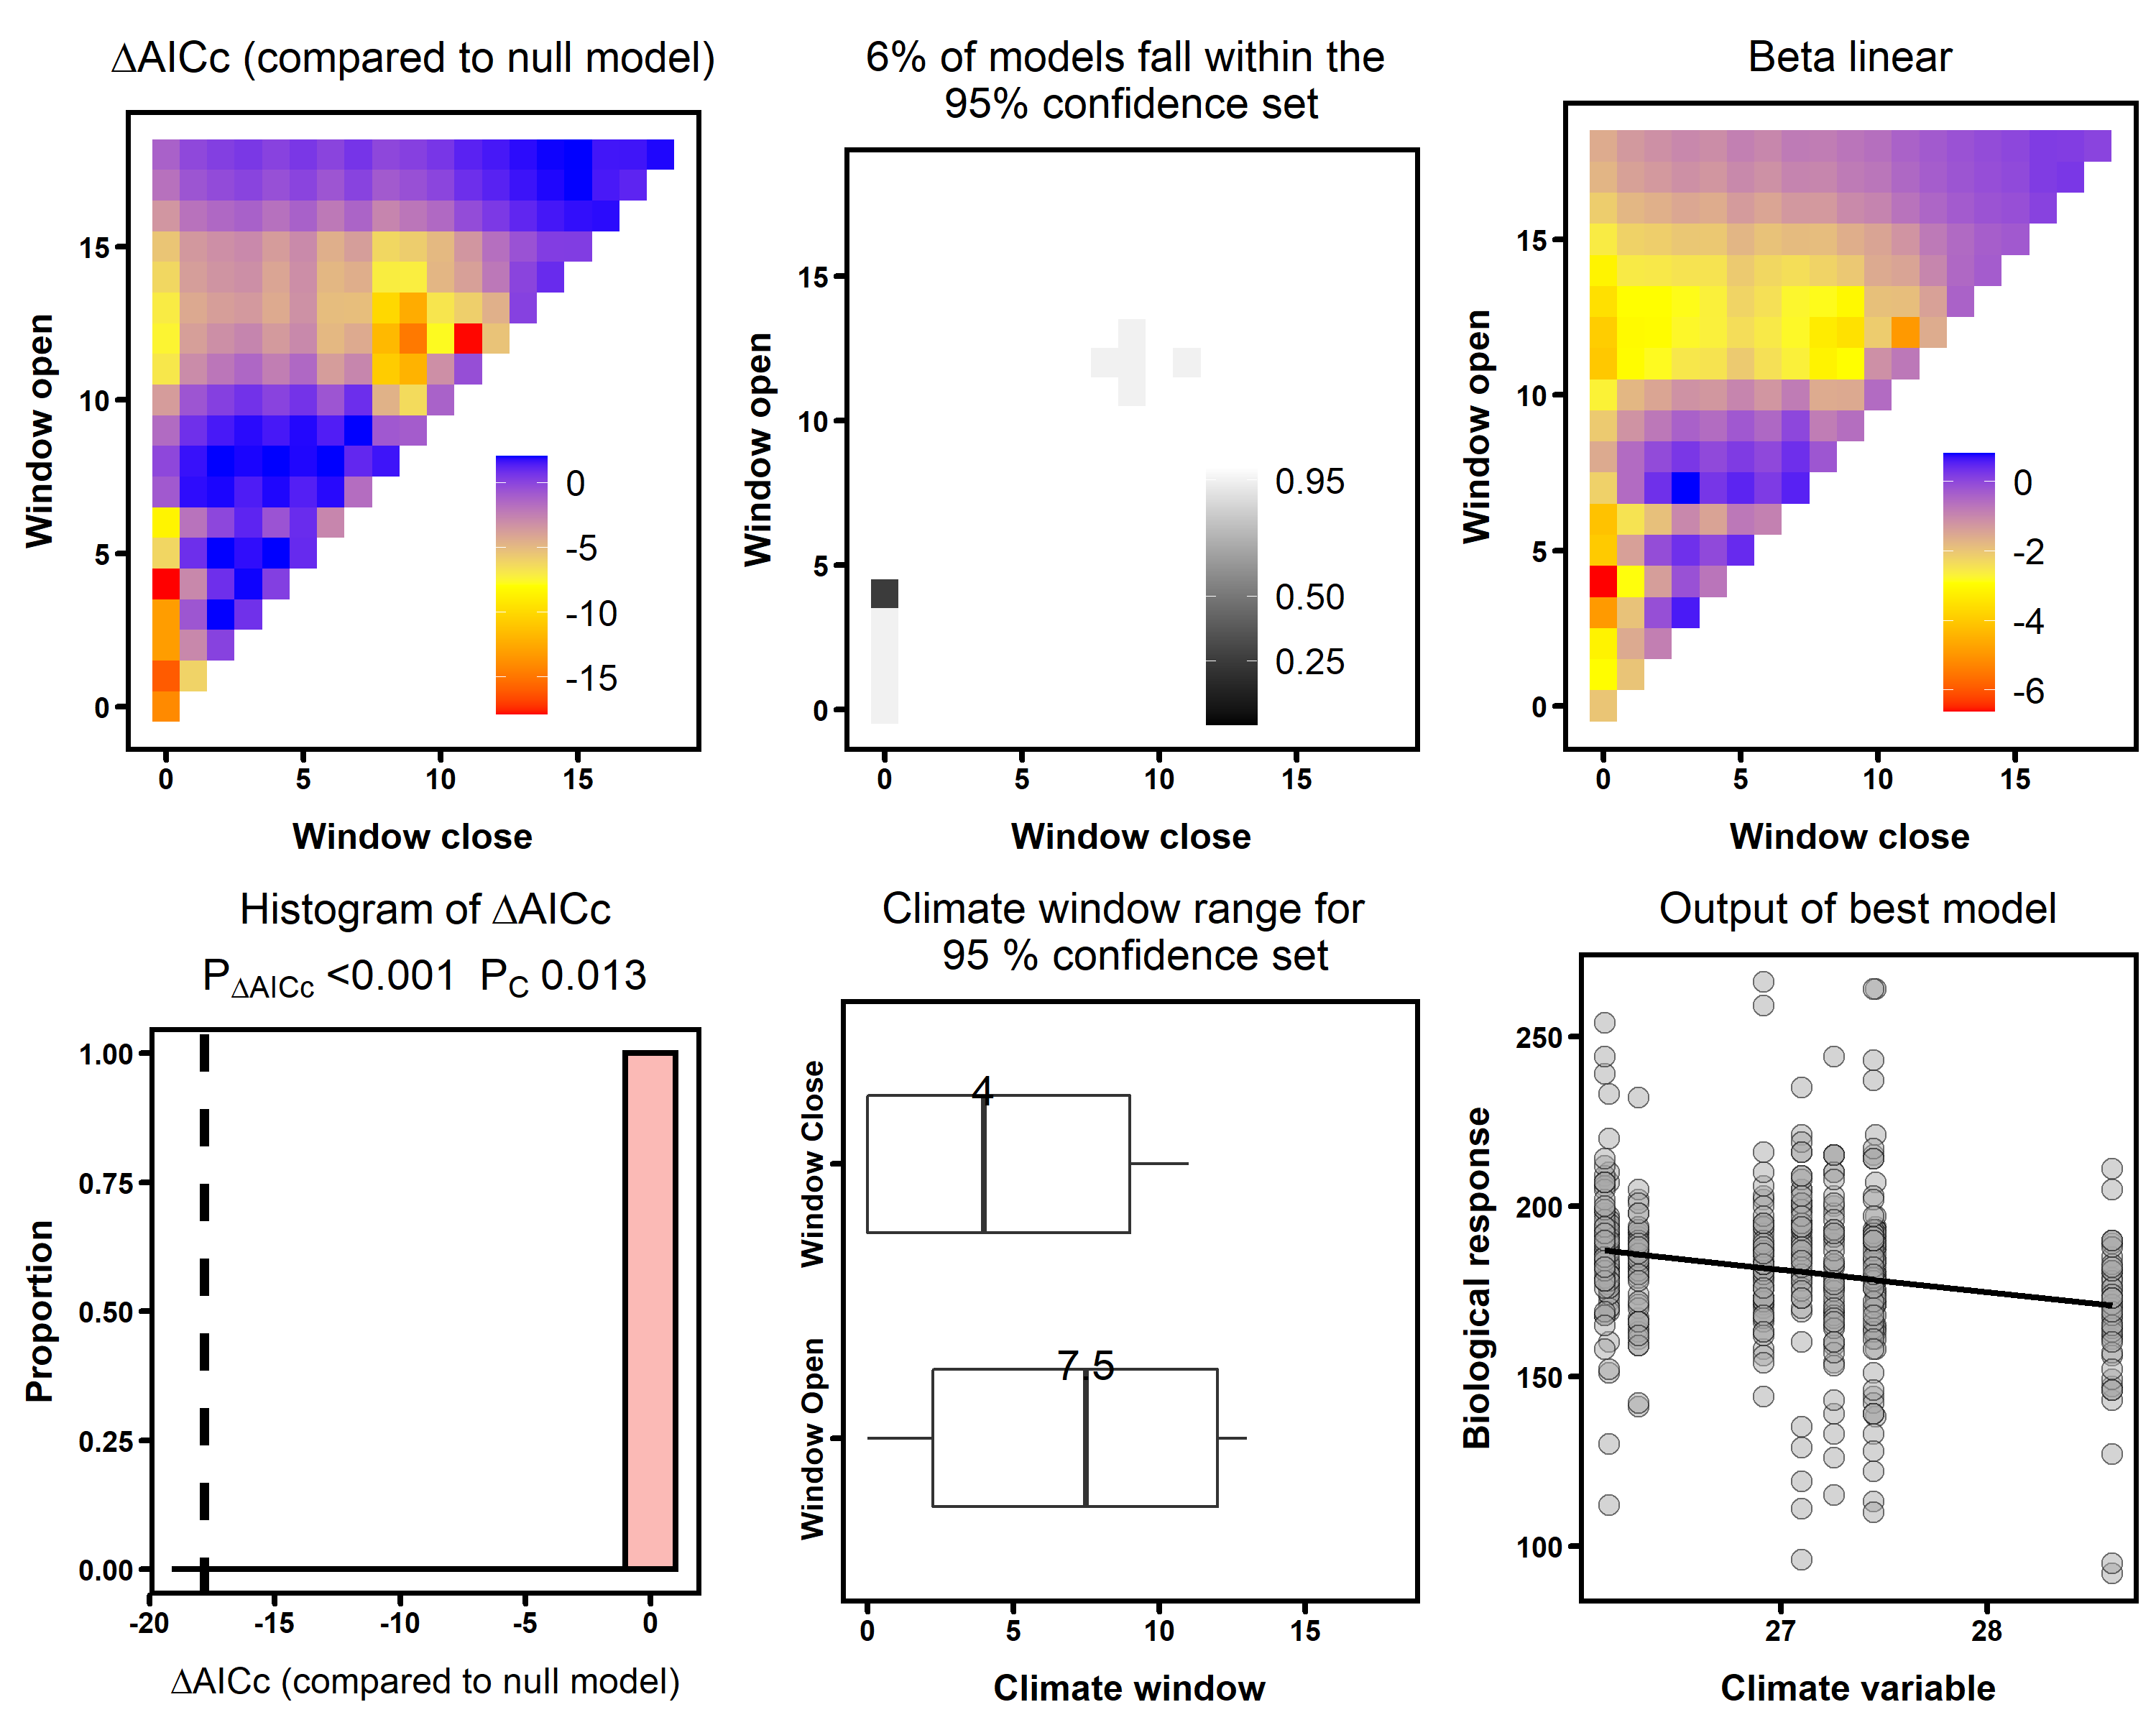 ΔAICc (compared to null model)
Window open
15
10
5
0
0
-5
-10
-15
0 5 10 15
Window close
6% of models fall within the
95% confidence set
Window open
15
10
5
0
0.95
0.50
0.25
0 5 10 15
Window close
Beta linear
Window open
15
10
5
0
0
-2
-4
-6
0 5 10 15
Window close
Histogram of ΔAICc
PΔAICc <0.001 PC 0.013
Proportion
1.00
0.75
0.50
0.25
0.00
-20 -15 -10 -5 0
ΔAICc (compared to null model)
Climate window range for
95 % confidence set
Window Close
4
Window Open
7.5
0 5 10 15
Climate window
Output of best model
Biological response
250
200
150
100
27 28
Climate variable